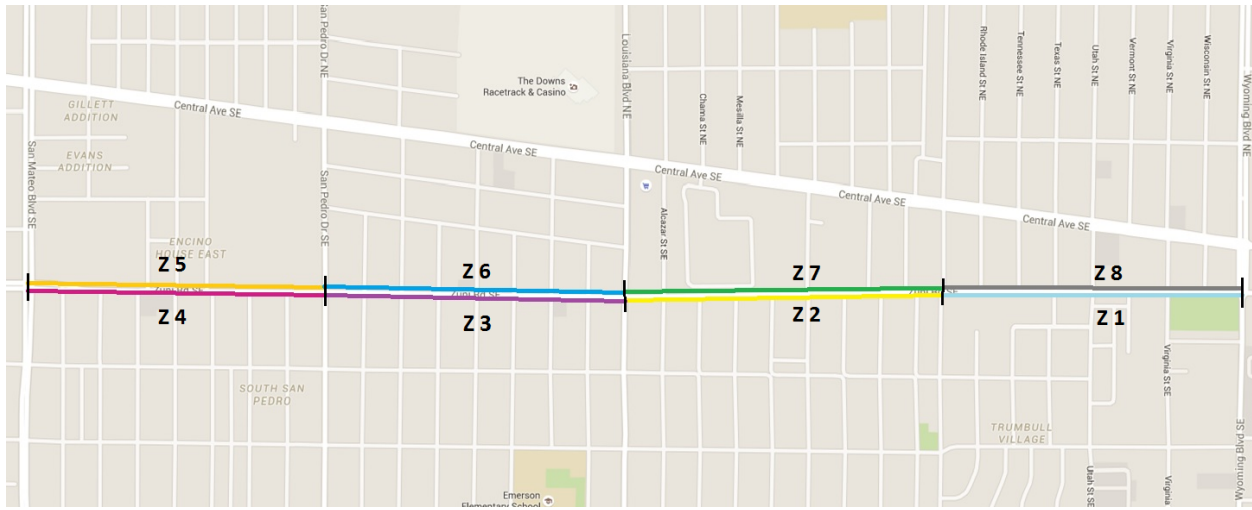 San Pedro Dr NE
Louisiana Blvd NE
Rhode Island St NE
Tennessee St NE
Texas St NE
Utah St NE
Vermont St NE
Virginia St NE
Wisconsin St NE
Wyoming Blvd NE
The Downs
Racetrack & Casino
GILLETT
ADDITION
Central Ave SE
Chama St NE
Mesilla St NE
Central Ave SE
EVANS
ADDITION
San Mateo Blvd SE
San Pedro Dr SE
Central Ave SE
Central Ave SE
Central Ave SE
Alcazar St SE
ENCINO
HOUSE EAST
Z 5
Z 6
Z 7
Z 8
Z 4
Z 3
Z 2
Z 1
Virginia St SE
SOUTH SAN
PEDRO
TRUMBULL
VILLAGE
Wyoming Blvd SE
Utah St SE
Virginia
Emerson
Elementary School